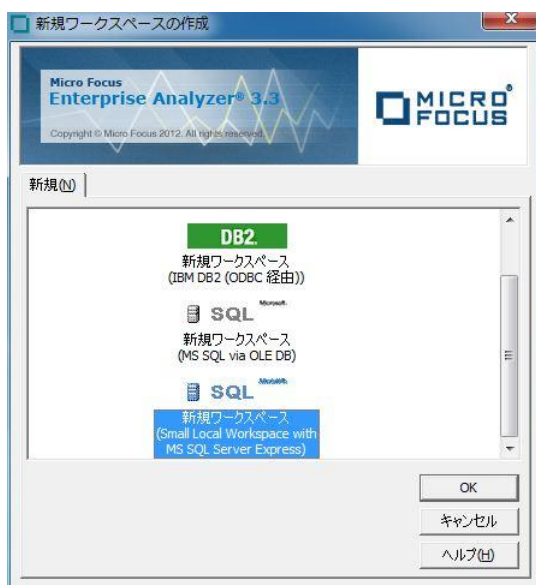 新規ワークスペースの作成
Micro Focus
Enterprise Analyzer® 3.3
Copyright © Micro Focus 2012. All rights reserved.
MICRO
FOCUS
新規(N)
DB2.
新規ワークスペース
(IBM DB2 (ODBC 経由))
Microsoft
SQL
新規ワークスペース
(MS SQL via OLE DB)
Microsoft
SQL
新規ワークスペース
(Small Local Workspace with
MS SQL Server Express)
OK
キャンセル
ヘルプ(H)